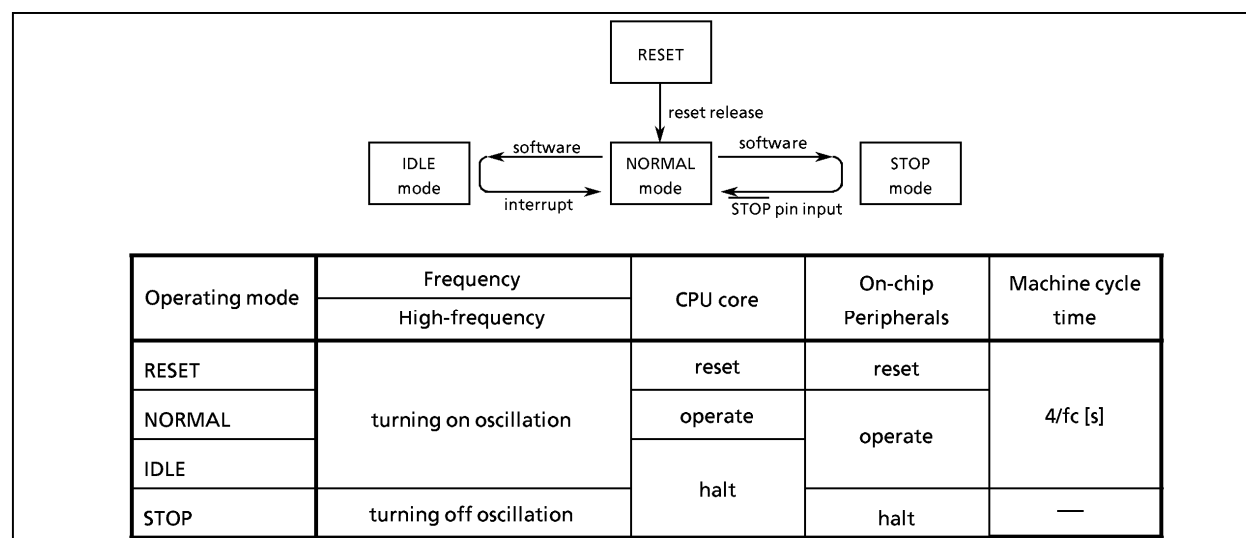 RESET
reset release
IDLE
mode
software
interrupt
NORMAL
mode
software
STOP pin input
STOP
mode
Operating mode
Frequency
High-frequency
CPU core
On-chip
Peripherals
Machine cycle
time
RESET
turning on oscillation
reset
reset
4/fc [s]
NORMAL
operate
operate
IDLE
halt
STOP
turning off oscillation
halt
—